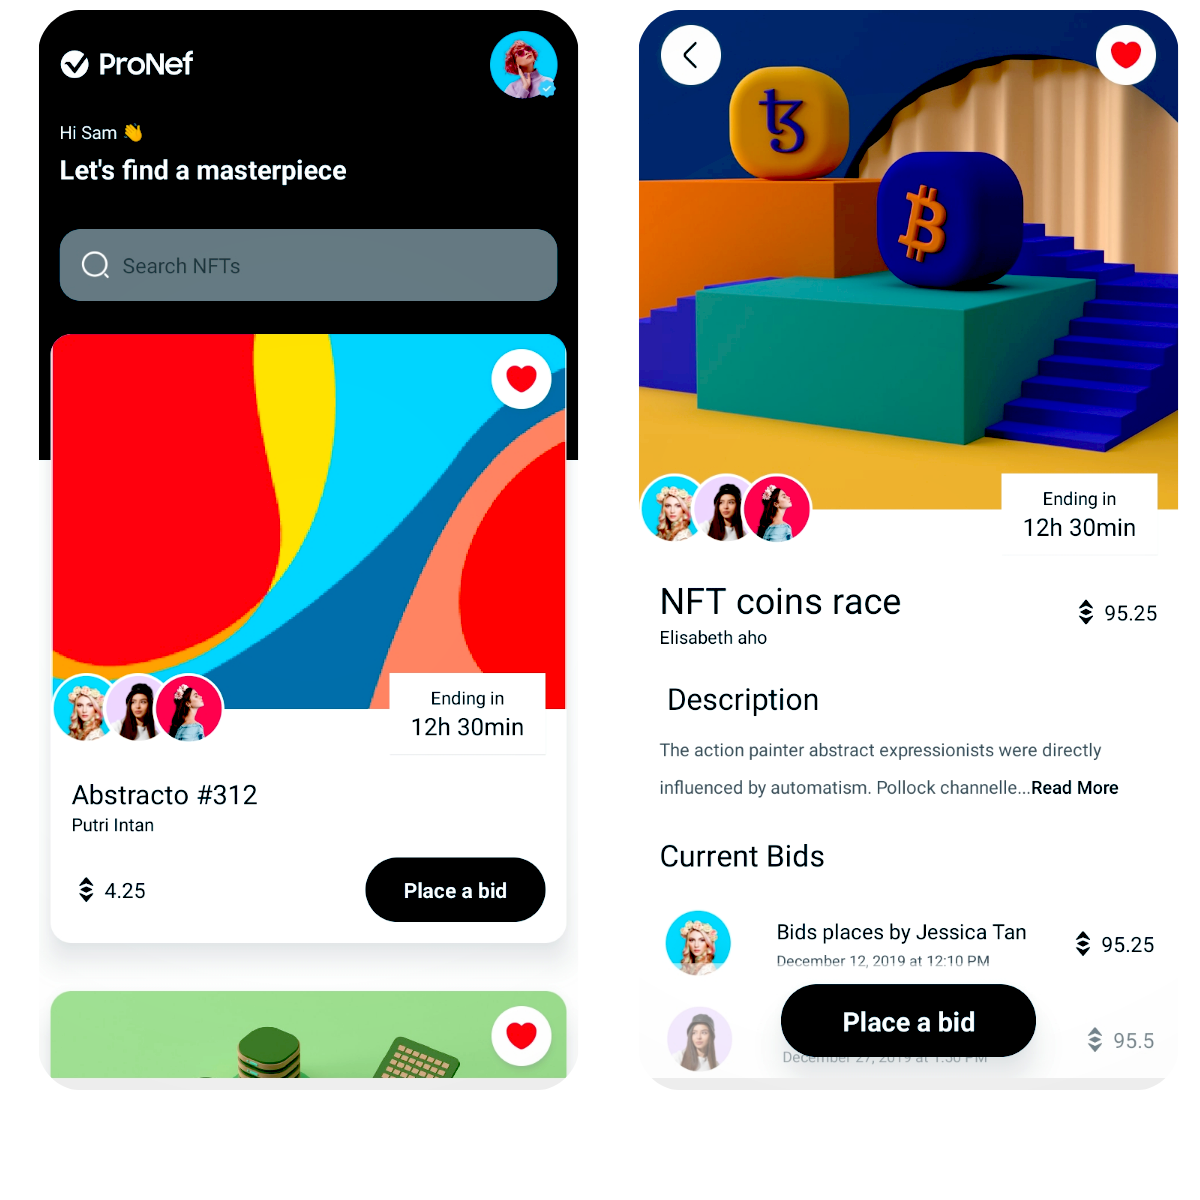 ProNef
Hi Sam 👋
Let's find a masterpiece
Search NFTs
Ending in
12h 30min
Abstracto #312
Putri Intan
4.25
Place a bid
Ending in
12h 30min
NFT coins race
95.25
Elisabeth aho
Description
The action painter abstract expressionists were directly
influenced by automatism. Pollock channelle...Read More
Current Bids
Bids places by Jessica Tan
95.25
December 12, 2019 at 12:10 PM
Place a bid
95.5
December 27, 2019 at 1:50 PM